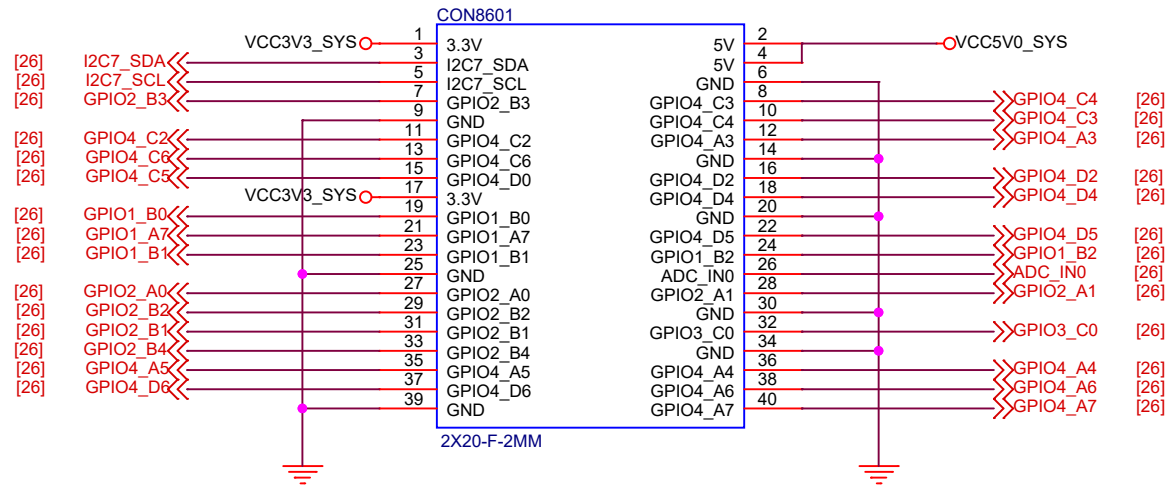 CON8601
VCC3V3_SYS 1 3.3V 5V 2 VCC5V0_SYS
[26] I2C7_SDA 3 I2C7_SDA 5V 4
[26] I2C7_SCL 5 I2C7_SCL GND 6
[26] GPIO2_B3 7 GPIO2_B3 GPIO4_C3 8 GPIO4_C4 [26]
9 GND GPIO4_C4 10 GPIO4_C3 [26]
[26] GPIO4_C2 11 GPIO4_C2 GPIO4_A3 12 GPIO4_A3 [26]
[26] GPIO4_C6 13 GPIO4_C6 GND 14
[26] GPIO4_C5 15 GPIO4_D0 GPIO4_D2 16 GPIO4_D2 [26]
VCC3V3_SYS 17 3.3V GPIO4_D4 18 GPIO4_D4 [26]
[26] GPIO1_B0 19 GPIO1_B0 GND 20
[26] GPIO1_A7 21 GPIO1_A7 GPIO4_D5 22 GPIO4_D5 [26]
[26] GPIO1_B1 23 GPIO1_B1 GPIO1_B2 24 GPIO1_B2 [26]
25 GND ADC_IN0 26 ADC_IN0 [26]
[26] GPIO2_A0 27 GPIO2_A0 GPIO2_A1 28 GPIO2_A1 [26]
[26] GPIO2_B2 29 GPIO2_B2 GND 30
[26] GPIO2_B1 31 GPIO2_B1 GPIO3_C0 32 GPIO3_C0 [26]
[26] GPIO2_B4 33 GPIO2_B4 GND 34
[26] GPIO4_A5 35 GPIO4_A5 GPIO4_A4 36 GPIO4_A4 [26]
[26] GPIO4_D6 37 GPIO4_D6 GPIO4_A6 38 GPIO4_A6 [26]
39 GND GPIO4_A7 40 GPIO4_A7 [26]
2X20-F-2MM